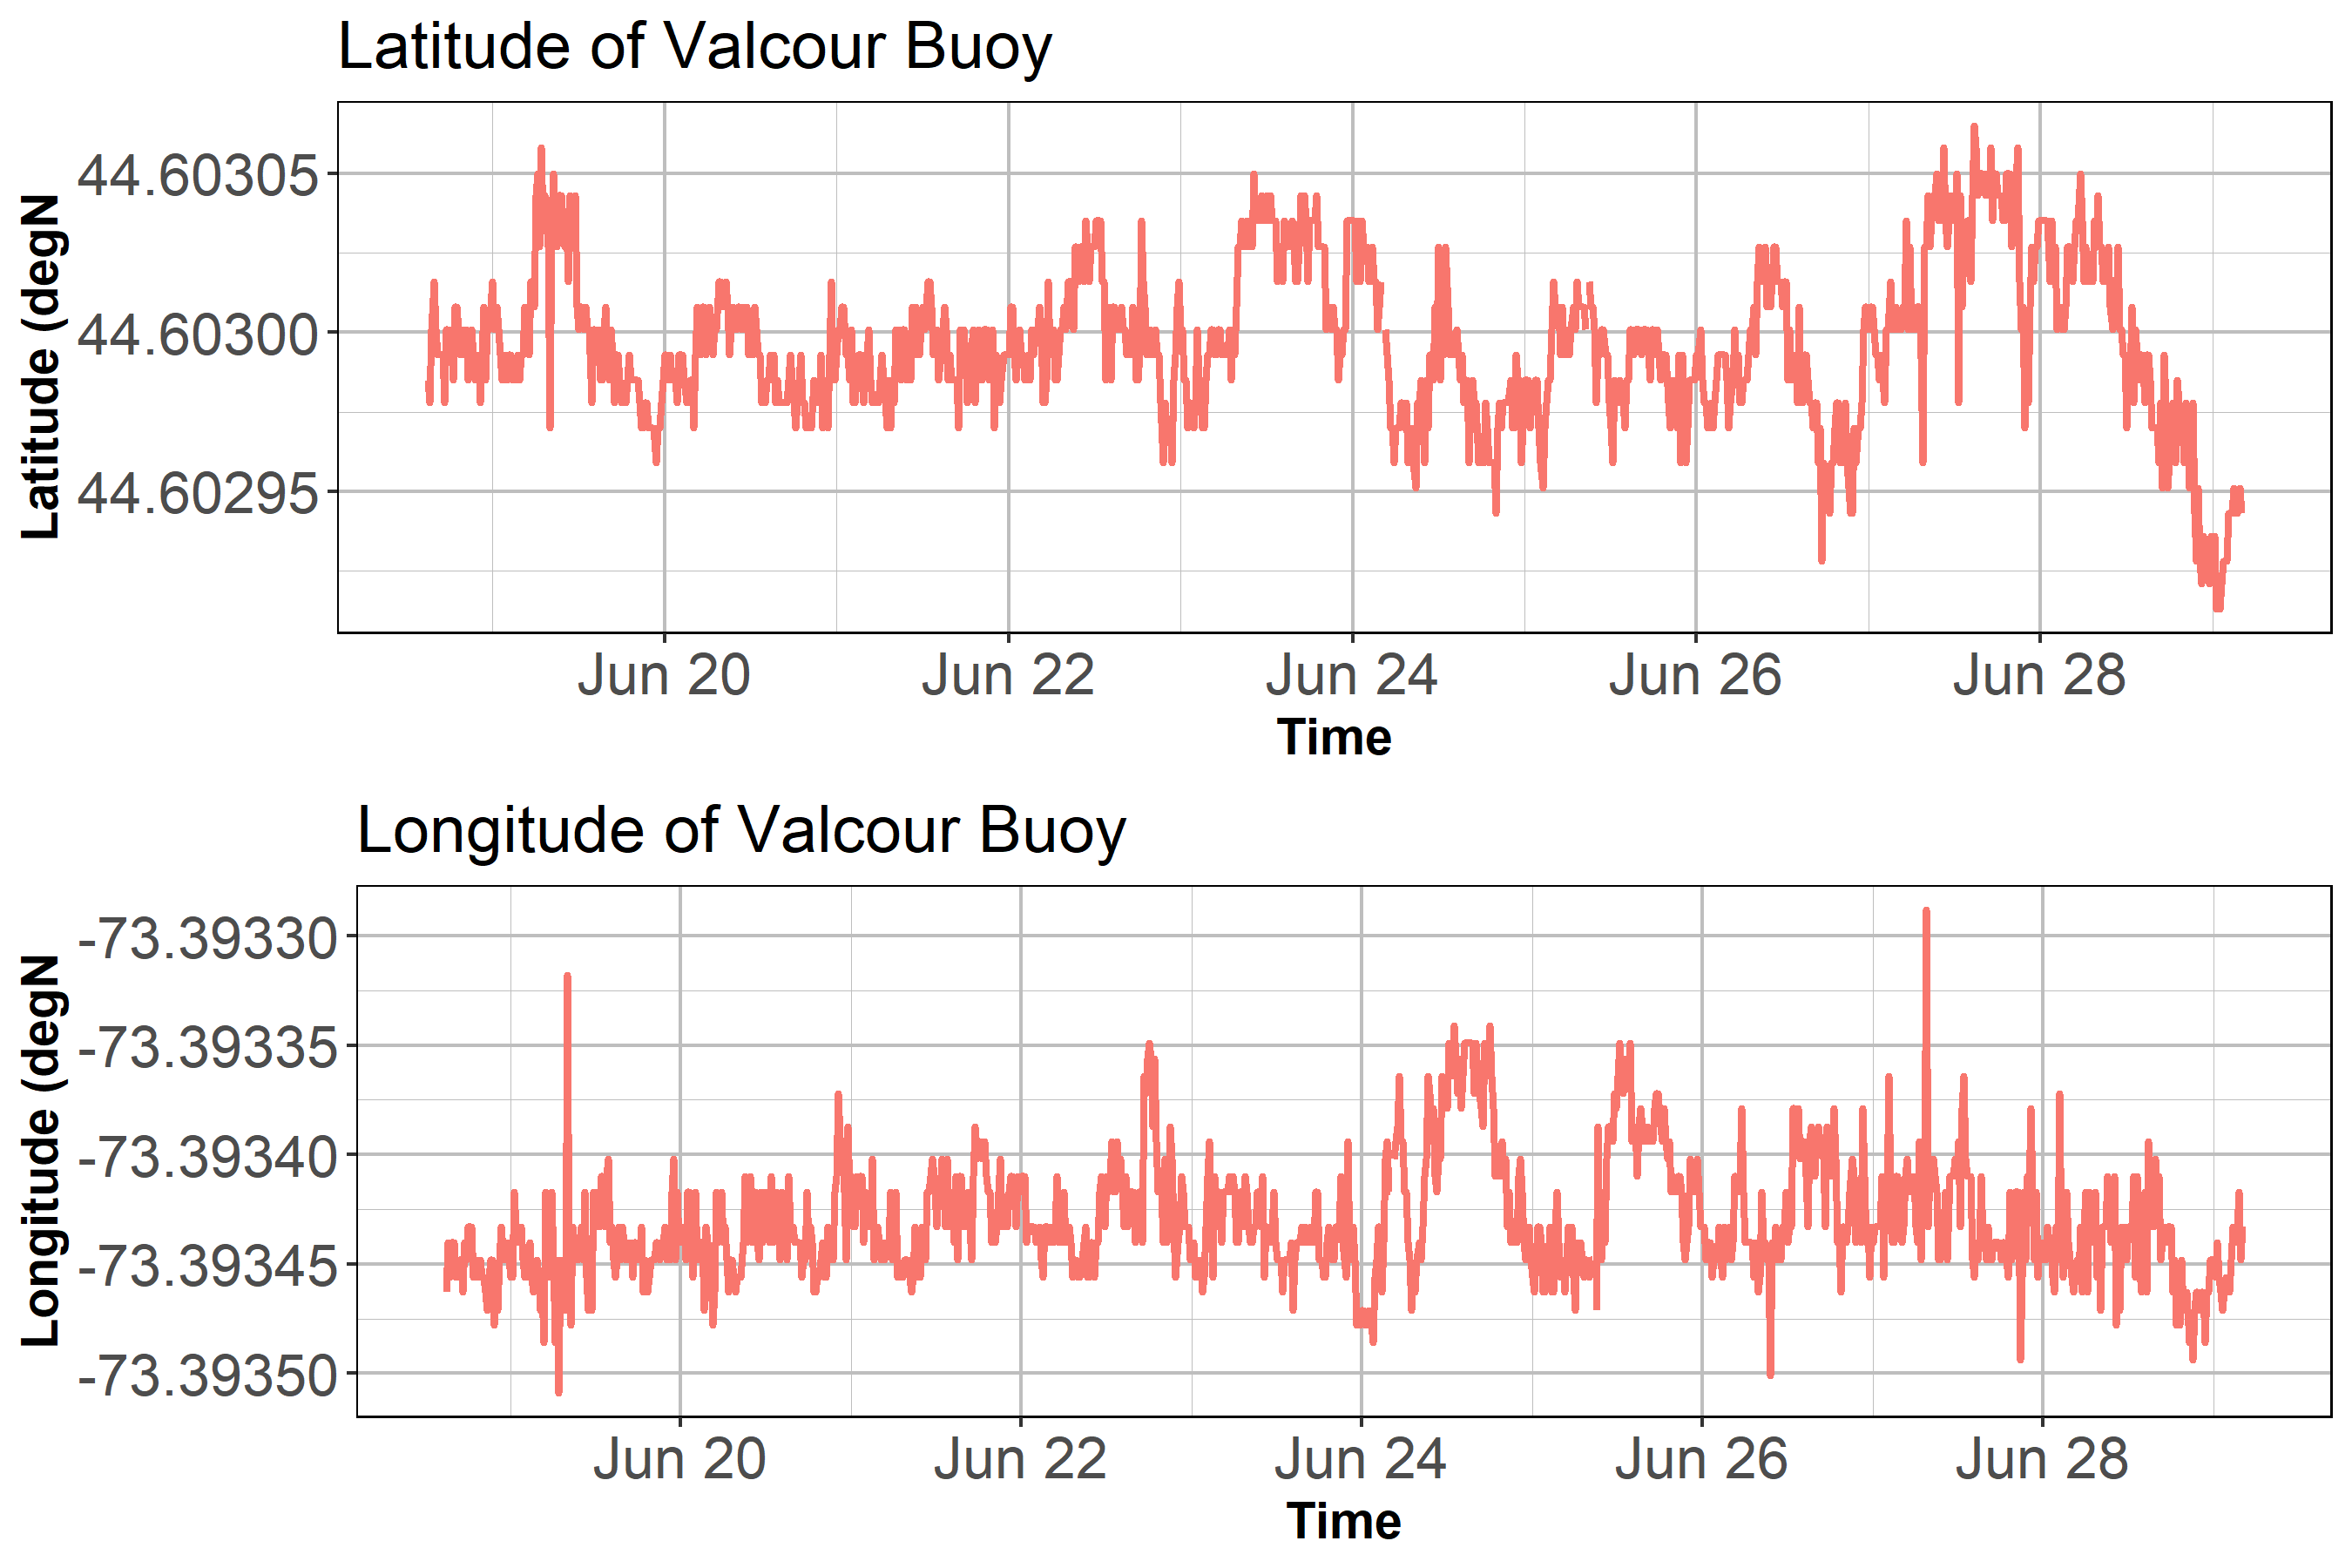 Latitude of Valcour Buoy
Latitude (degN
44.60305
44.60300
44.60295
Jun 20
Jun 22
Jun 24
Jun 26
Jun 28
Time
Longitude of Valcour Buoy
Longitude (degN
-73.39330
-73.39335
-73.39340
-73.39345
-73.39350
Jun 20
Jun 22
Jun 24
Jun 26
Jun 28
Time